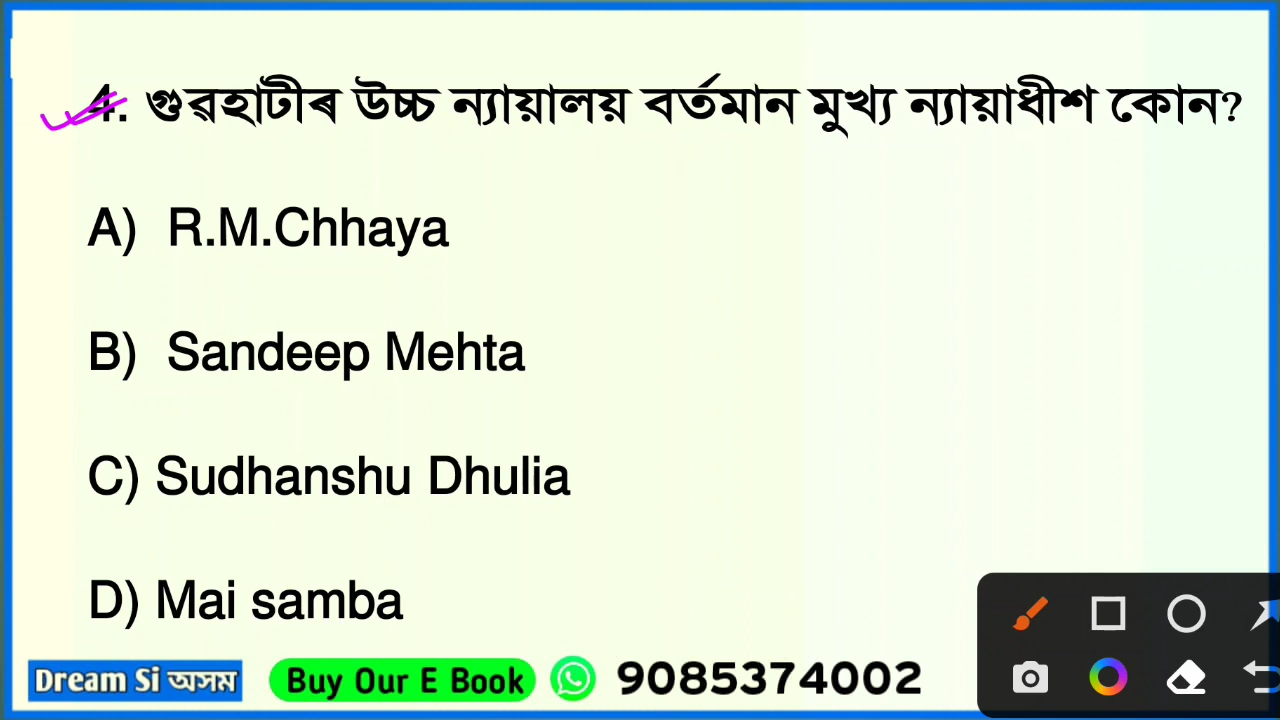 4. গুৱহাটীৰ উচ্চ ন্যায়ালয় বৰ্তমান মুখ্য ন্যায়াধীশ কোন?
A) R.M.Chhaya
B) Sandeep Mehta
C) Sudhanshu Dhulia
D) Mai samba
Dream Si অসম Buy Our E Book 9085374002